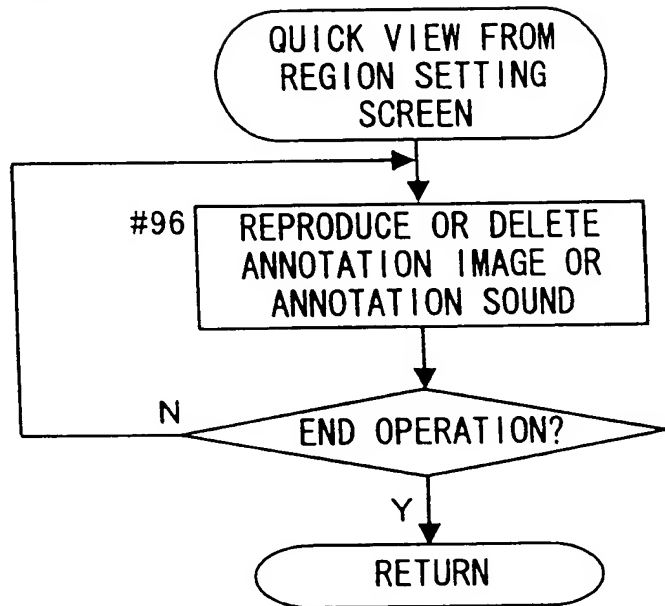 QUICK VIEW FROM
REGION SETTING
SCREEN
#96
REPRODUCE OR DELETE
ANNOTATION IMAGE OR
ANNOTATION SOUND
N
END OPERATION?
Y
RETURN